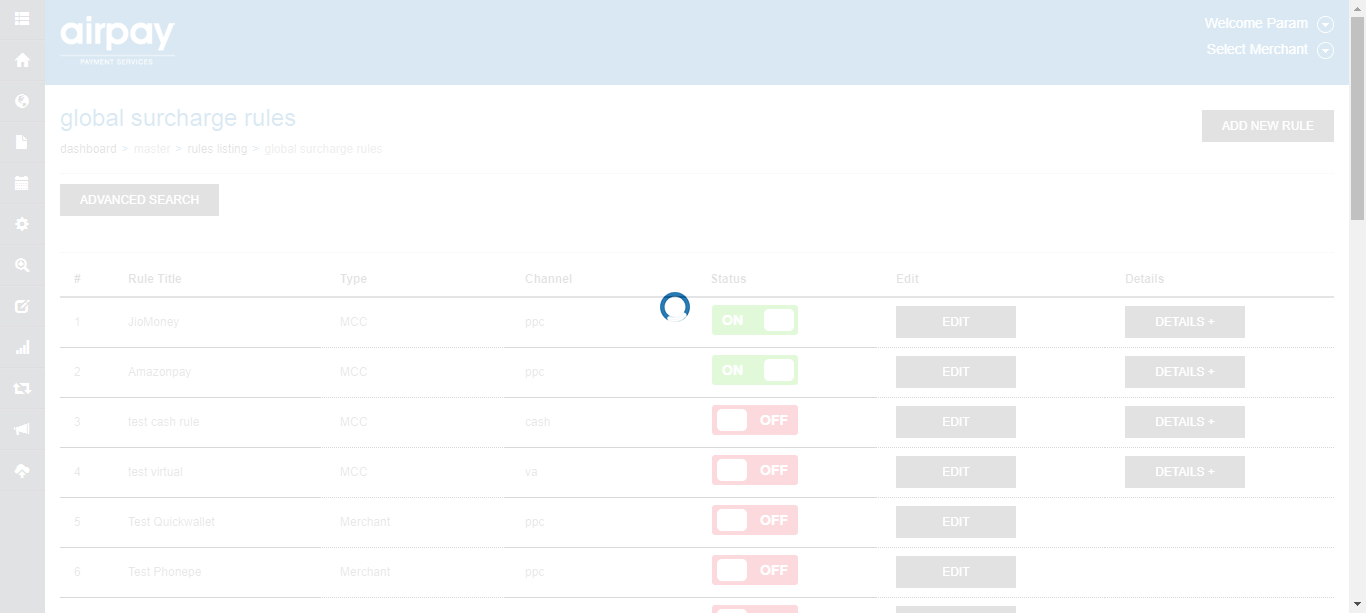 airpay
PAYMENT SERVICES
Welcome Param
Select Merchant
global surcharge rules
ADD NEW RULE
dashboard > master > rules listing > global surcharge rules
ADVANCED SEARCH
# Rule Title Type Channel Status Edit Details
1 JioMoney MCC ppc ON EDIT DETAILS +
2 Amazonpay MCC ppc ON EDIT DETAILS +
3 test cash rule MCC cash OFF EDIT DETAILS +
4 test virtual MCC va OFF EDIT DETAILS +
5 Test Quickwallet Merchant ppc OFF EDIT
6 Test Phonepe Merchant ppc OFF EDIT